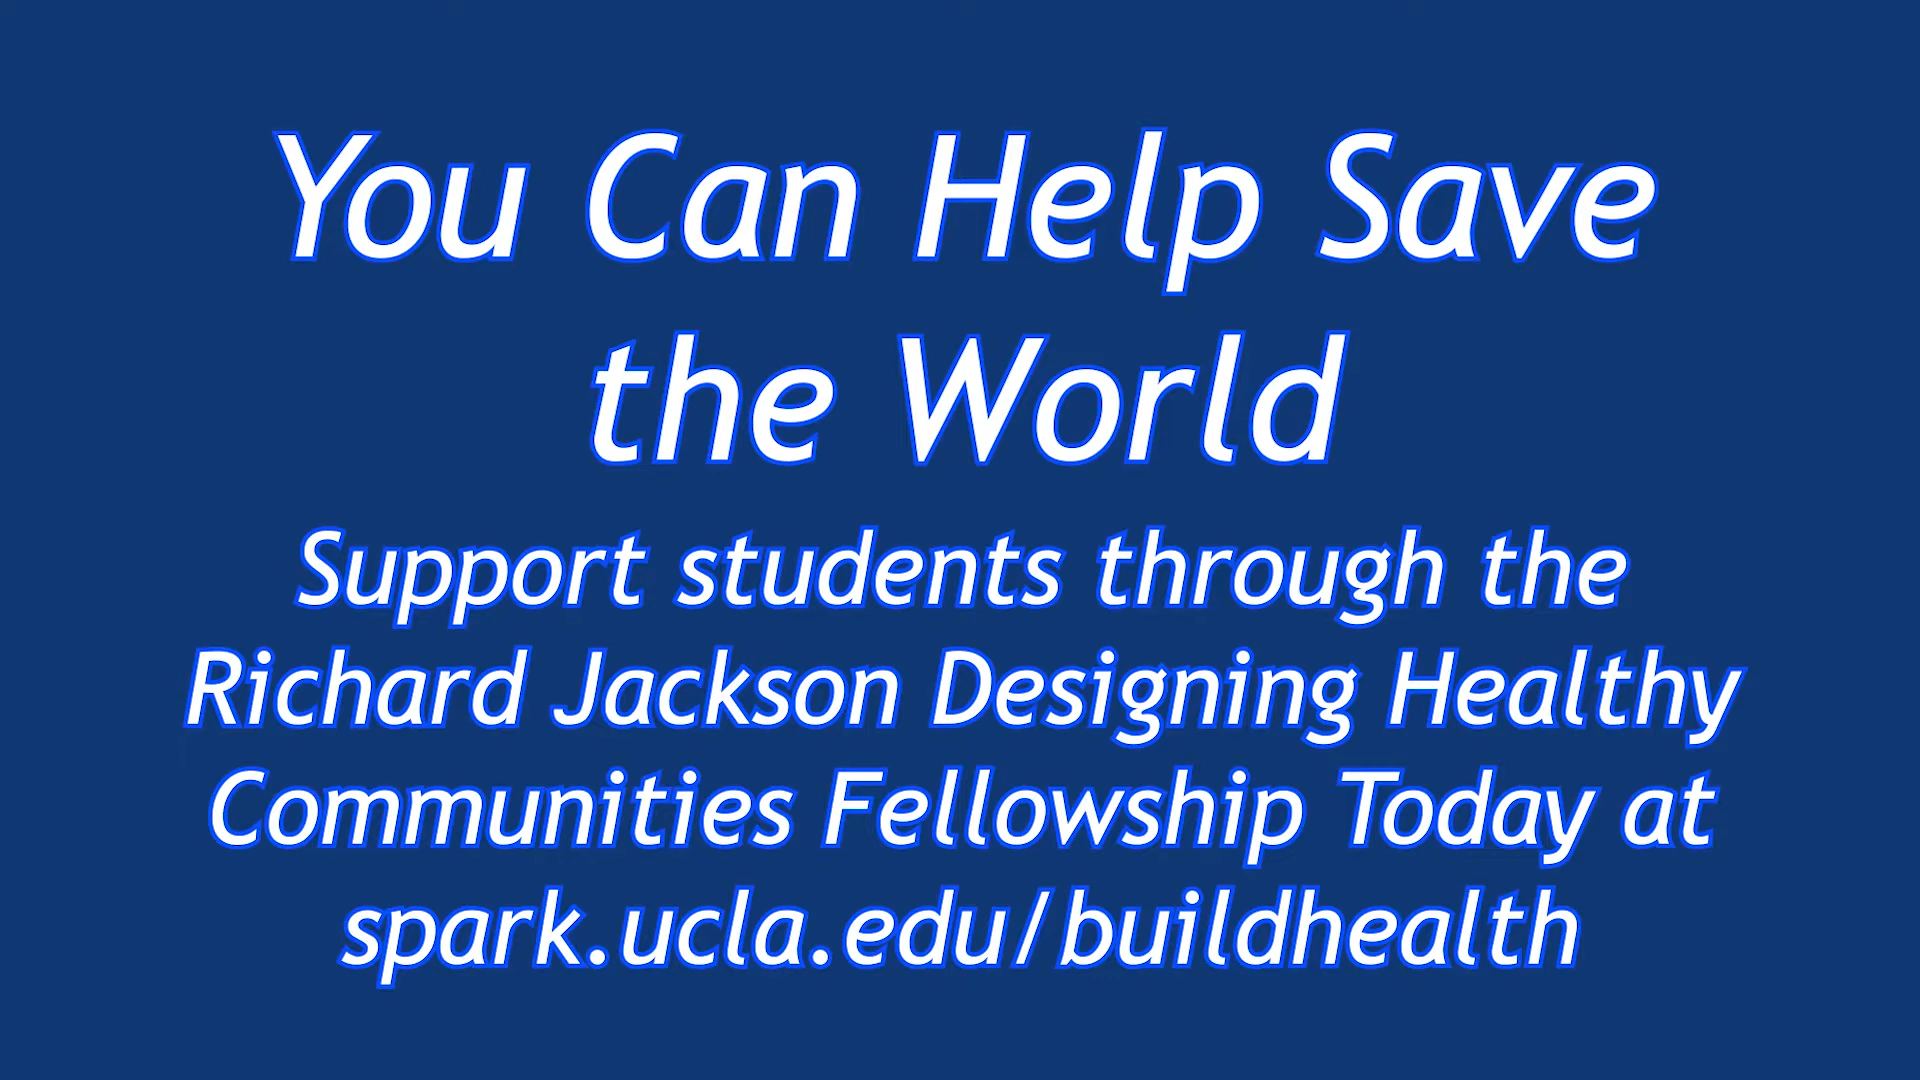 You Can Help Save
the World
Support students through the
Richard Jackson Designing Healthy
Communities Fellowship Today at
spark.ucla.edu/buildhealth